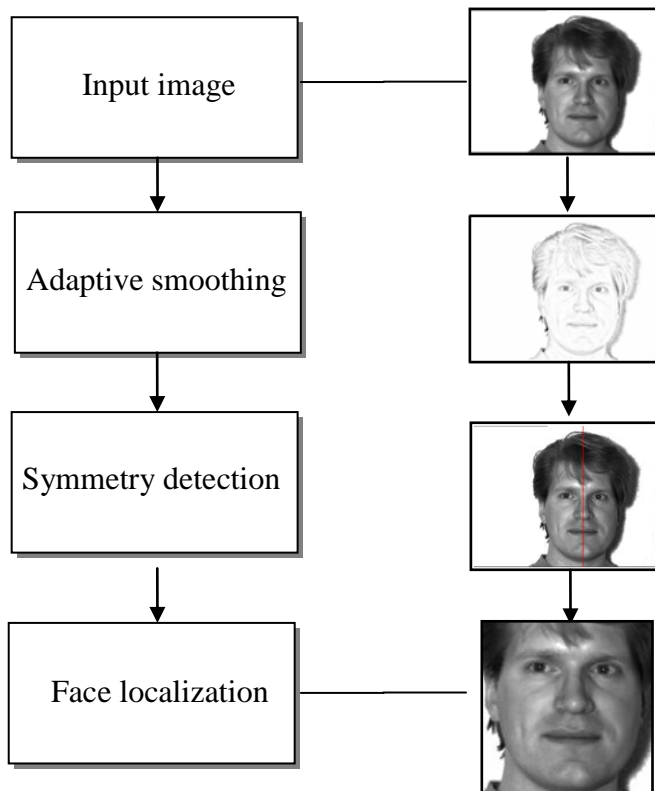 Input image
Adaptive smoothing
Symmetry detection
Face localization